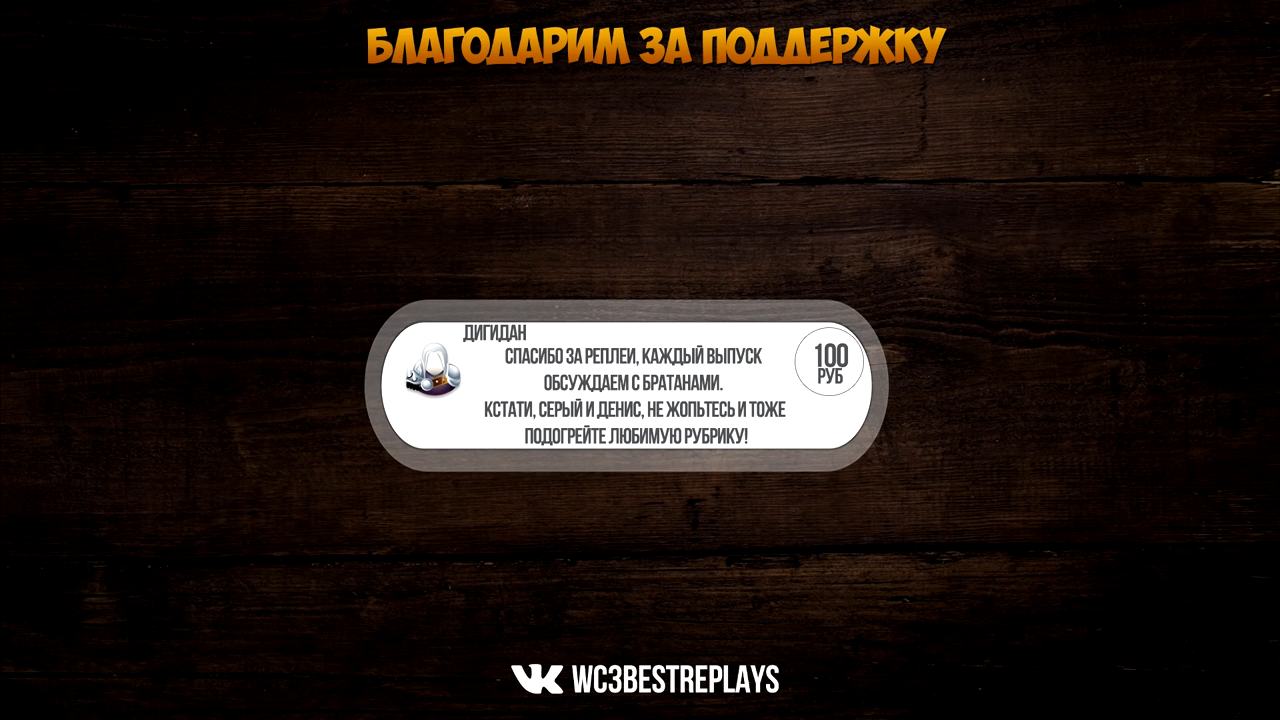 БЛАГОДАРИМ ЗА ПОДДЕРЖКУ
ДИГИДАН
СПАСИБО ЗА РЕПЛЕИ, КАЖДЫЙ ВЫПУСК
ОБСУЖДАЕМ С БРАТАНАМИ.
КСТАТИ, СЕРЫЙ И ДЕНИС, НЕ ЖОПЬТЕСЬ И ТОЖЕ
ПОДОГРЕЙТЕ ЛЮБИМУЮ РУБРИКУ!
100
РУБ
WC3BESTREPLAYS